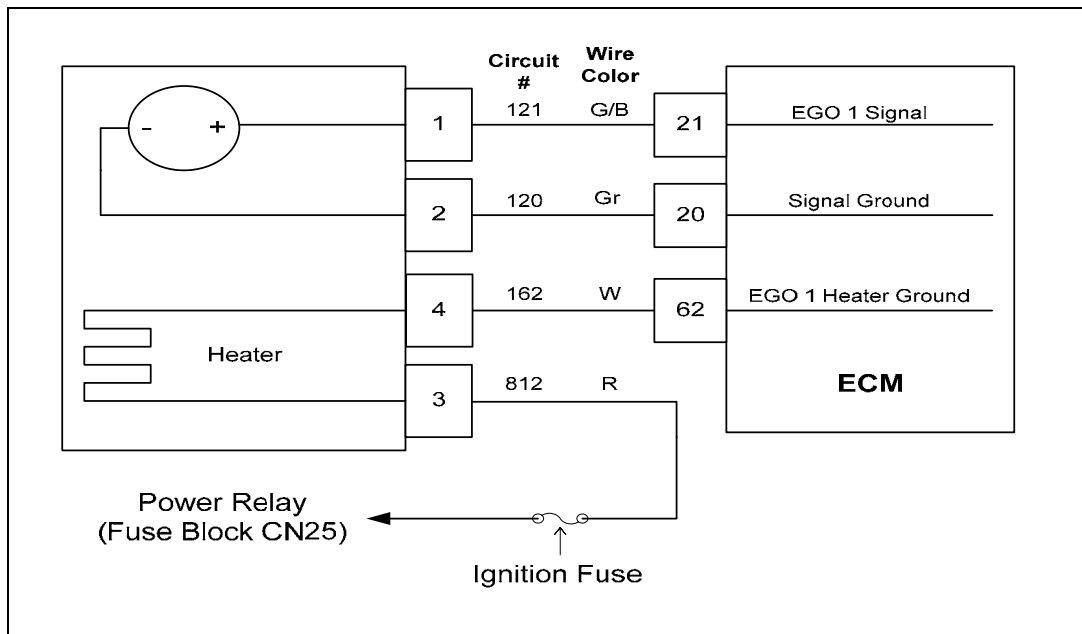 Circuit # Wire Color
- + 1 121 G/B 21 EGO 1 Signal
2 120 Gr 20 Signal Ground
4 162 W 62 EGO 1 Heater Ground
Heater
ECM
3 812 R
Power Relay
(Fuse Block CN25)
Ignition Fuse